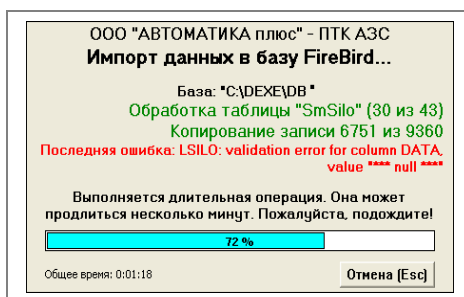 ООО "АВТОМАТИКА плюс" - ПТК АЗС
Импорт данных в базу FireBird...
База: "C:\DEXE\DB"
Обработка таблицы "SmSilo" (30 из 43)
Копирование записи 6751 из 9360
Последняя ошибка: LSILO: validation error for column DATA,
value "*** null ***"
Выполняется длительная операция. Она может
продлиться несколько минут. Пожалуйста, подождите!
72 %
Общее время: 0:01:18
Отмена (Esc)